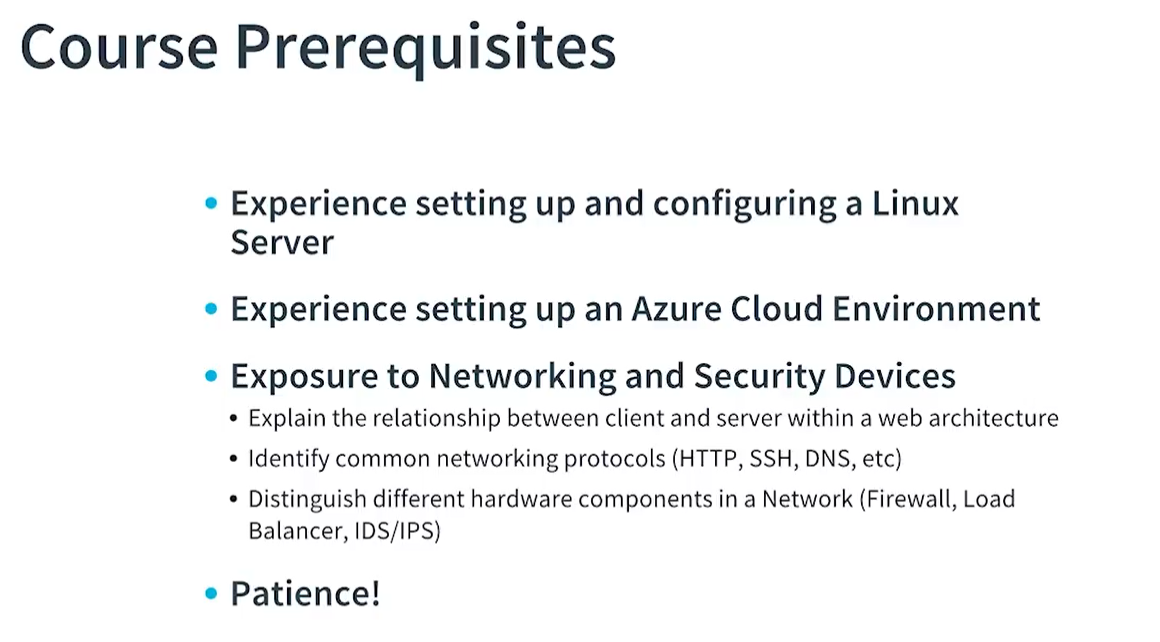 Course Prerequisites
• Experience setting up and configuring a Linux
Server
• Experience setting up an Azure Cloud Environment
• Exposure to Networking and Security Devices
• Explain the relationship between client and server within a web architecture
• Identify common networking protocols (HTTP, SSH, DNS, etc)
• Distinguish different hardware components in a Network (Firewall, Load
Balancer, IDS/IPS)
• Patience!